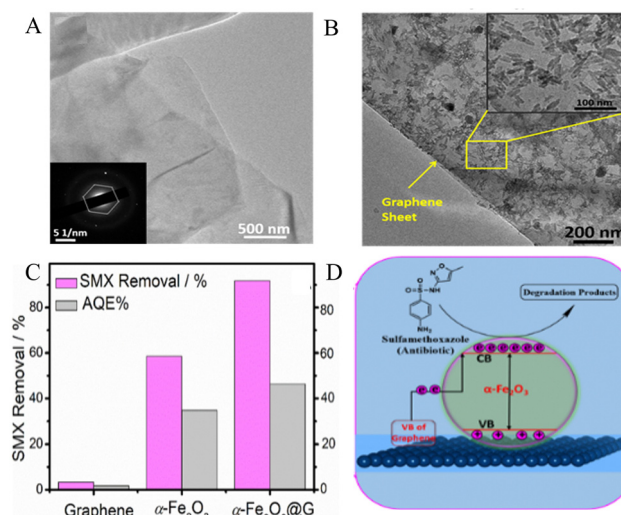 A
5 1/nm
500 nm
B
100 nm
Graphene
Sheet
200 nm
C
SMX Removal / %
AQE%
SMX Removal / %
80
60
40
20
0
80
60
40
20
0
Graphene
α-Fe₂O₃
α-Fe₂O₃@G
D
O
N
O
S
NH
O
NH₂
Sulfamethoxazole
(Antibiotic)
Degradation Products
e e e e e e
CB
e e
α-Fe₂O₃
VB of
Graphene
VB
+ + + +